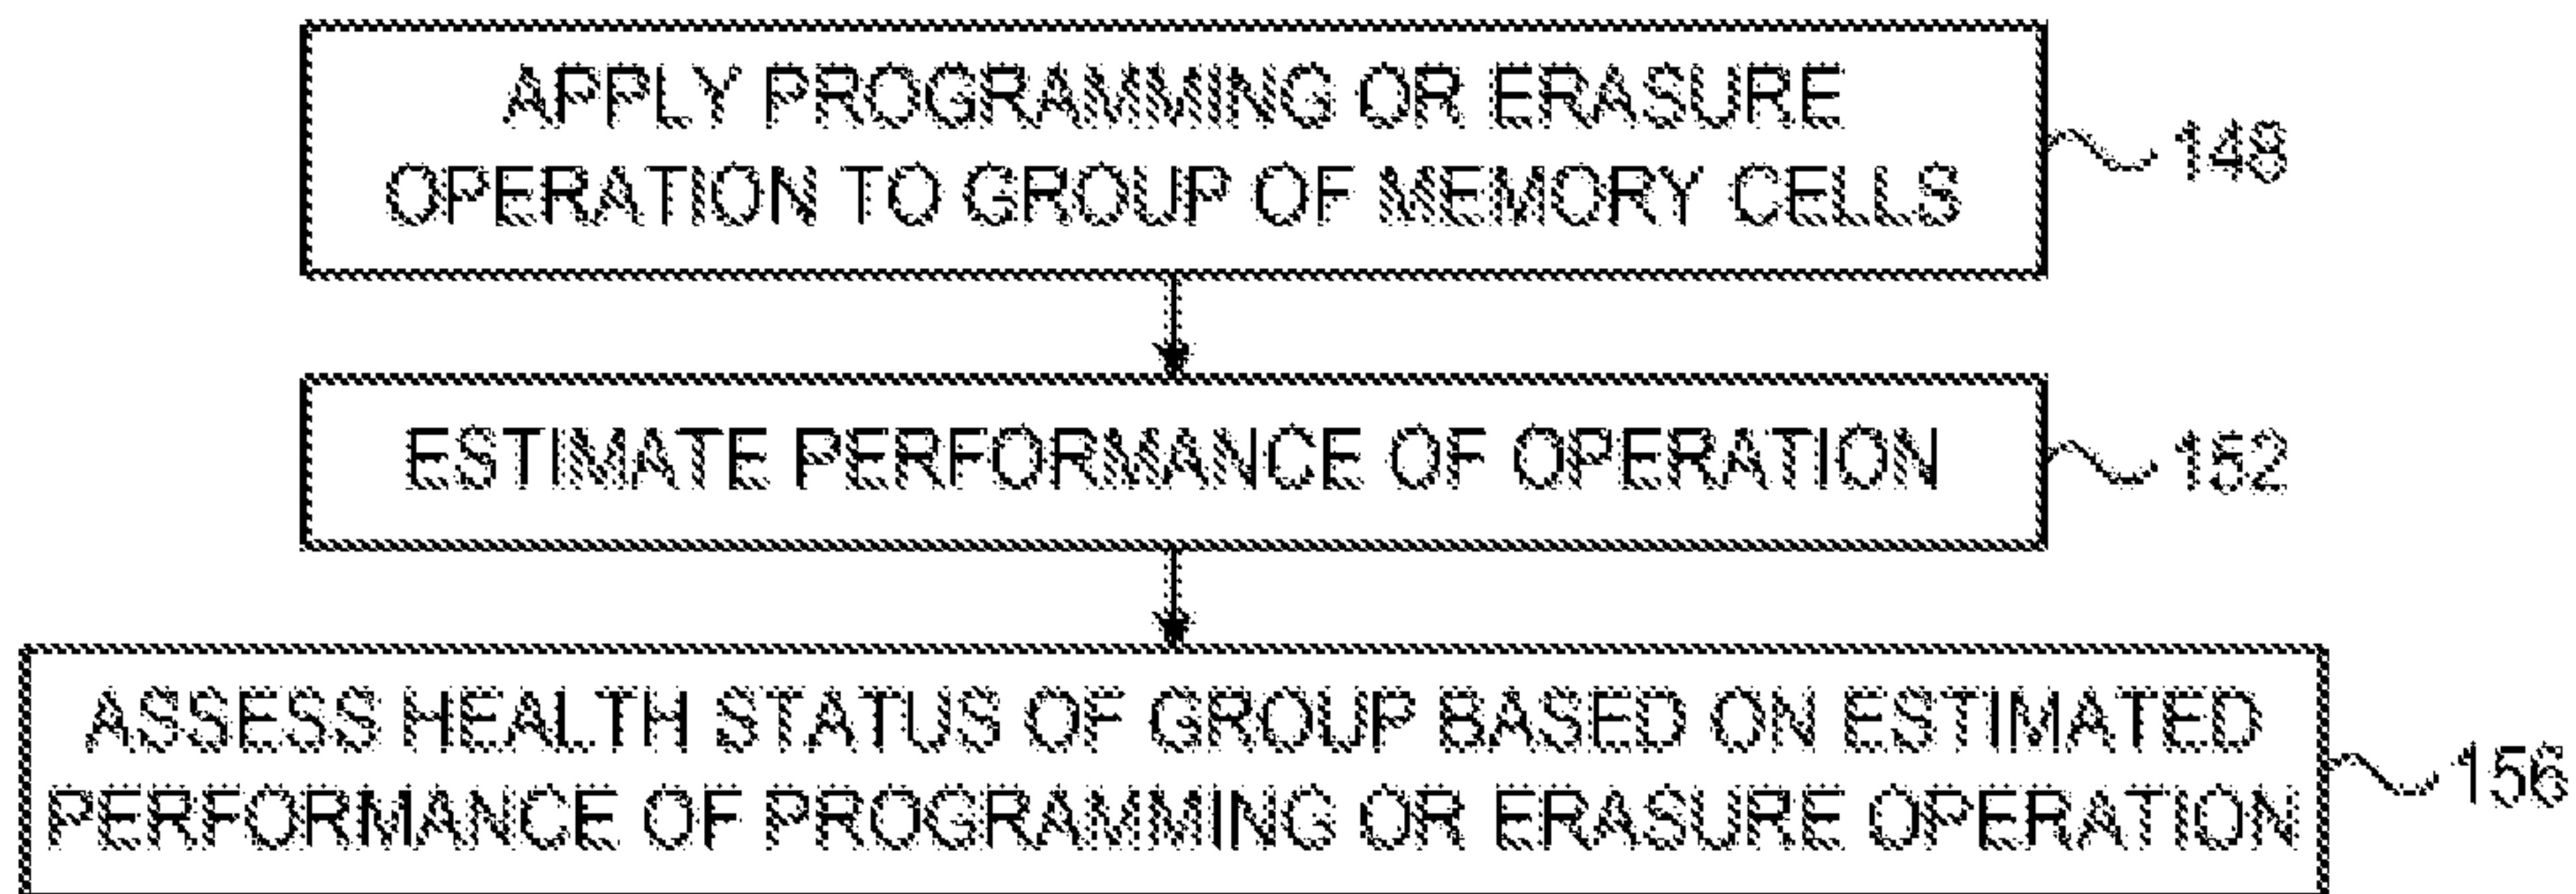 APPLY PROGRAMMING OR ERASURE
OPERATION TO GROUP OF MEMORY CELLS
148
ESTIMATE PERFORMANCE OF OPERATION
152
ASSESS HEALTH STATUS OF GROUP BASED ON ESTIMATED
PERFORMANCE OF PROGRAMMING OR ERASURE OPERATION
156